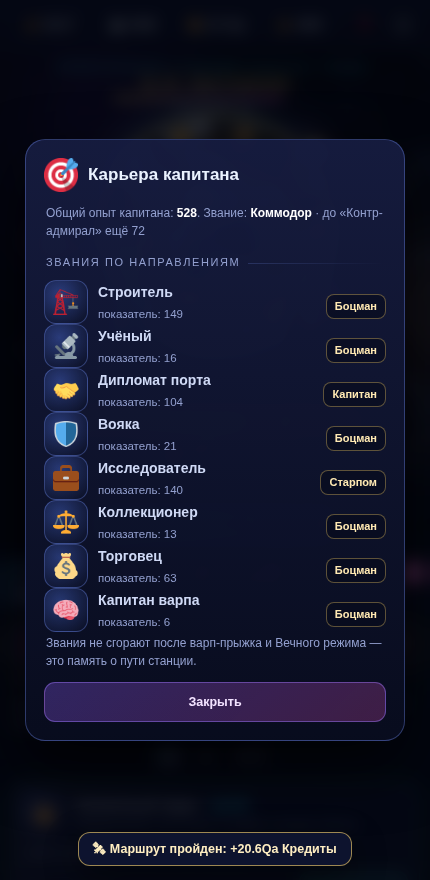 Карьера капитана
Общий опыт капитана: 528. Звание: Коммодор · до «Контр-
адмирал» ещё 72
ЗВАНИЯ ПО НАПРАВЛЕНИЯМ
Строитель
показатель: 149
Боцман
Учёный
показатель: 16
Боцман
Дипломат порта
показатель: 104
Капитан
Вояка
показатель: 21
Боцман
Исследователь
показатель: 140
Старпом
Коллекционер
показатель: 13
Боцман
Торговец
показатель: 63
Боцман
Капитан варпа
показатель: 6
Боцман
Звания не сгорают после варп-прыжка и Вечного режима —
это память о пути станции.
Закрыть
Маршрут пройден: +20.6Qa Кредиты